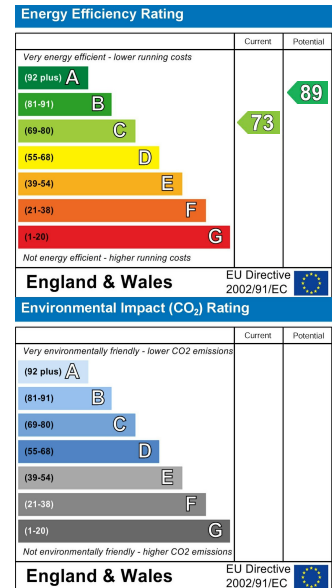 Energy Efficiency Rating
Current Potential
Very energy efficient - lower running costs
(92 plus) A
(81-91) B
(69-80) C
(55-68) D
(39-54) E
(21-38) F
(1-20) G
89
73
Not energy efficient - higher running costs
England & Wales
EU Directive
2002/91/EC
Environmental Impact (CO₂) Rating
Current Potential
Very environmentally friendly - lower CO2 emissions
(92 plus) A
(81-91) B
(69-80) C
(55-68) D
(39-54) E
(21-38) F
(1-20) G
Not environmentally friendly - higher CO2 emissions
England & Wales
EU Directive
2002/91/EC